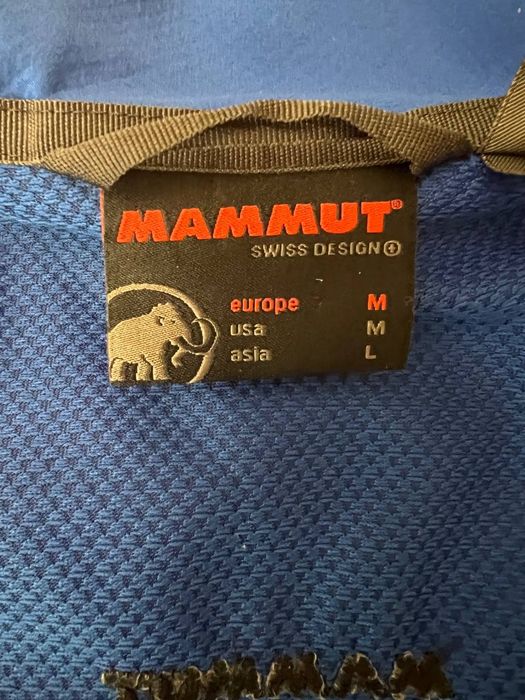 MAMMUT®
SWISS DESIGN
europe M
usa M
asia L